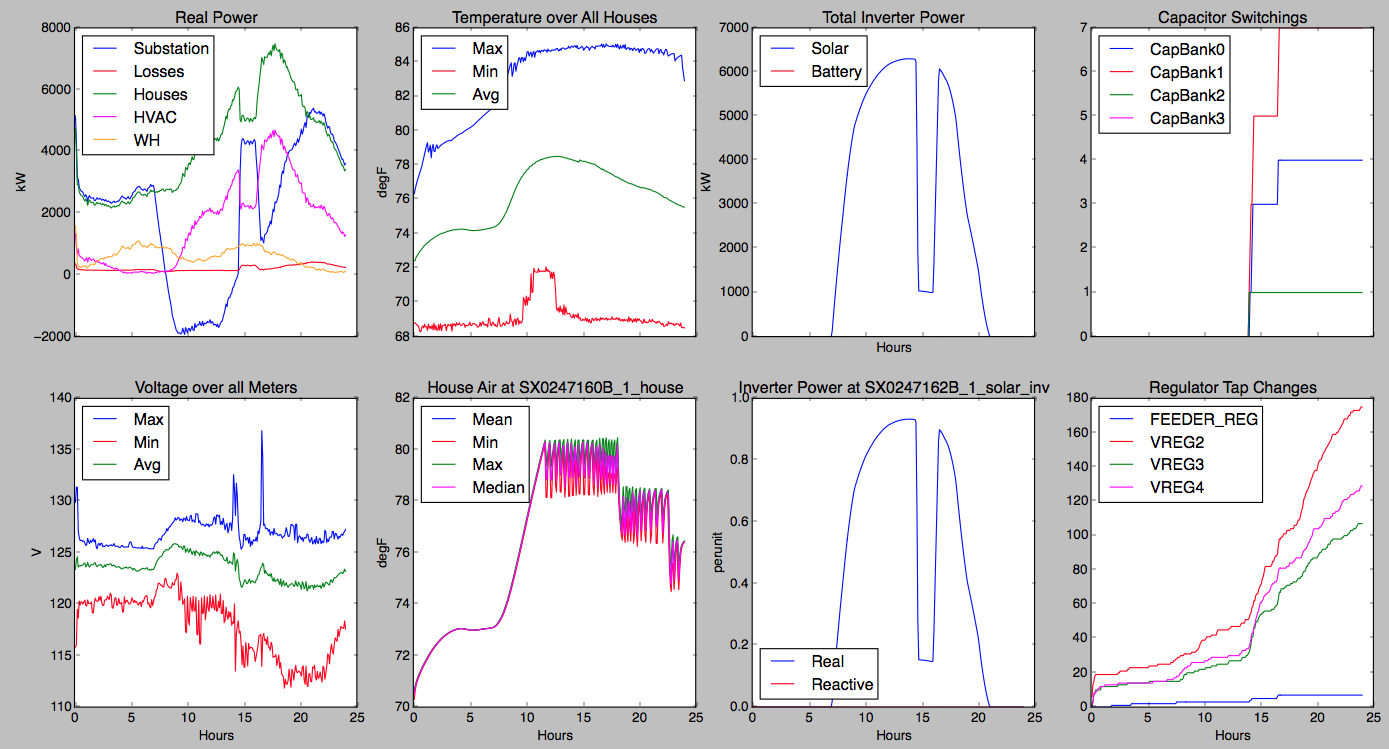 Real Power
Temperature over All Houses
Total Inverter Power
Capacitor Switchings
8000
6000
4000
2000
0
−2000
kW
Substation
Losses
Houses
HVAC
WH
86
84
82
80
78
76
74
72
70
68
degF
Max
Min
Avg
7000
6000
5000
4000
3000
2000
1000
0
kW
Solar
Battery
Hours
7
6
5
4
3
2
1
0
CapBank0
CapBank1
CapBank2
CapBank3
Voltage over all Meters
House Air at SX0247160B_1_house
Inverter Power at SX0247162B_1_solar_inv
Regulator Tap Changes
140
135
130
125
120
115
110
V
Max
Min
Avg
0 5 10 15 20 25
Hours
82
80
78
76
74
72
70
degF
Mean
Min
Max
Median
0 5 10 15 20 25
Hours
1.0
0.8
0.6
0.4
0.2
0.0
perunit
Real
Reactive
0 5 10 15 20 25
Hours
180
160
140
120
100
80
60
40
20
0
FEEDER_REG
VREG2
VREG3
VREG4
0 5 10 15 20 25
Hours